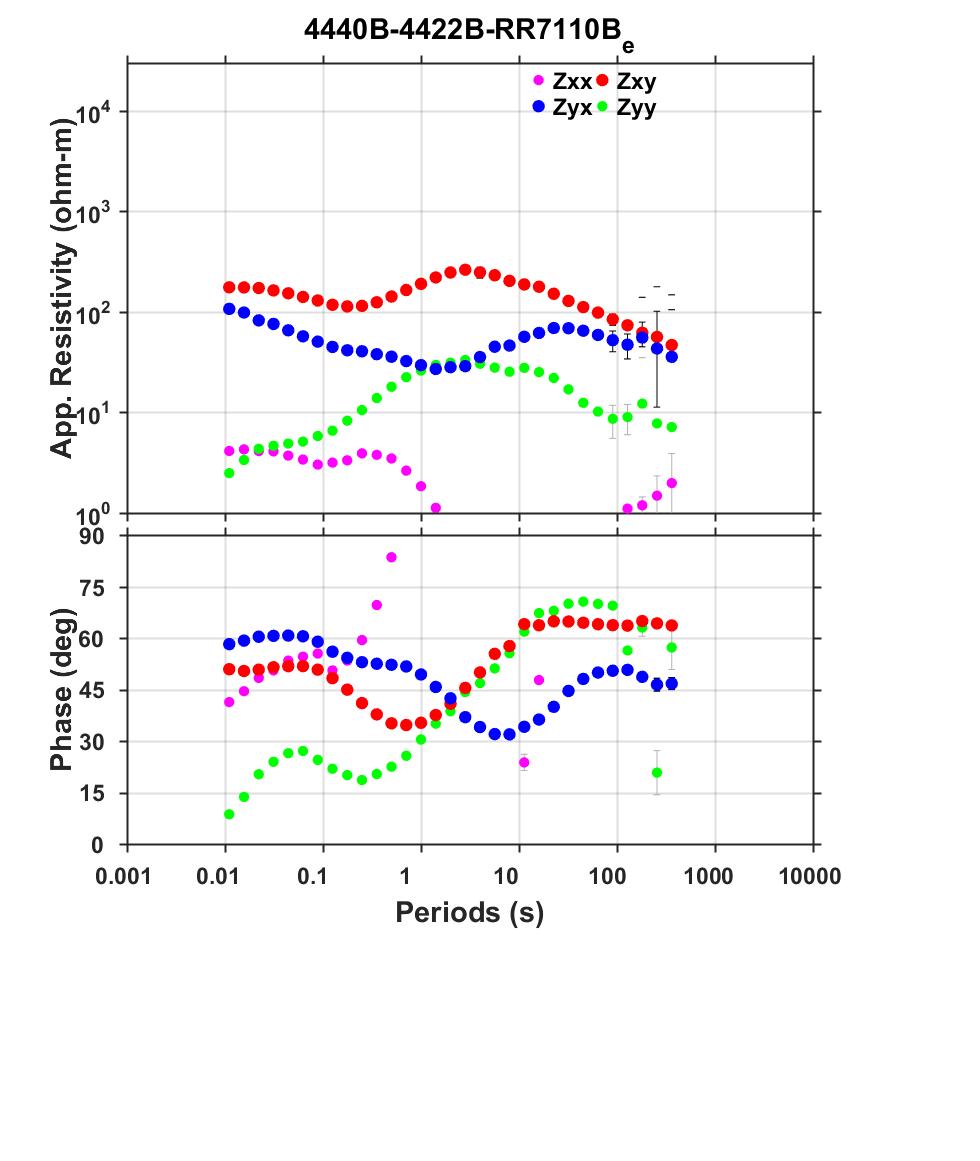 4440B-4422B-RR7110Be
Zxx Zxy
Zyx Zyy
App. Resistivity (ohm-m)
10^4
10^3
10^2
10^1
10^0
Phase (deg)
90
75
60
45
30
15
0
0.001 0.01 0.1 1 10 100 1000 10000
Periods (s)